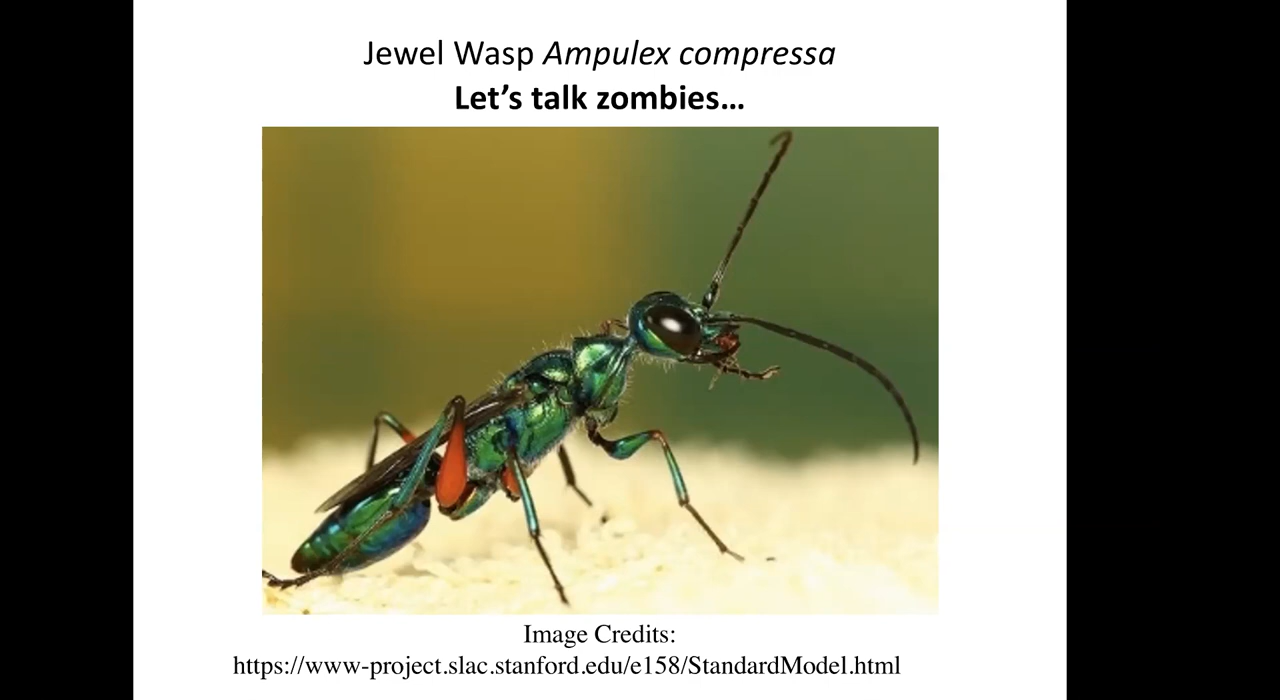 Jewel Wasp Ampulex compressa
Let’s talk zombies…
Image Credits:
https://www-project.slac.stanford.edu/e158/StandardModel.html